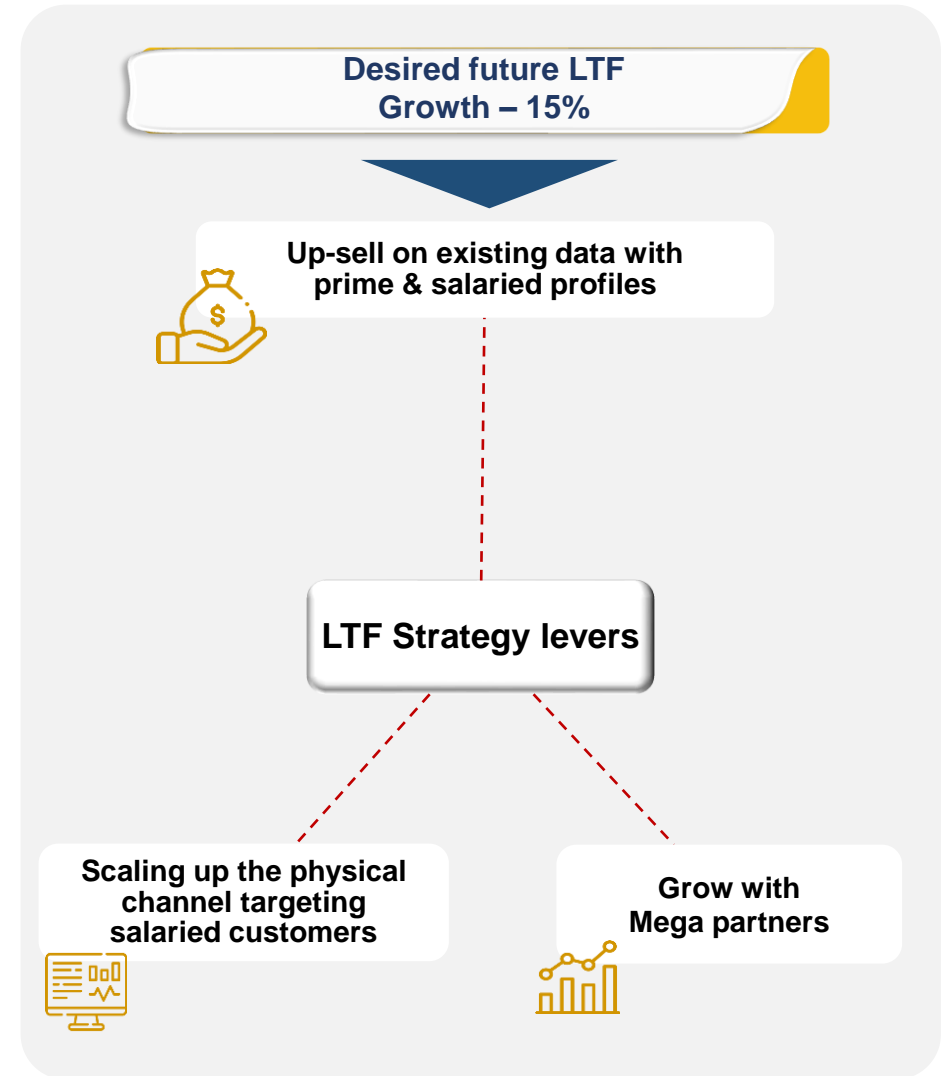 Desired future LTF
Growth – 15%
Up-sell on existing data with
prime & salaried profiles
$
LTF Strategy levers
Scaling up the physical
channel targeting
salaried customers
Grow with
Mega partners